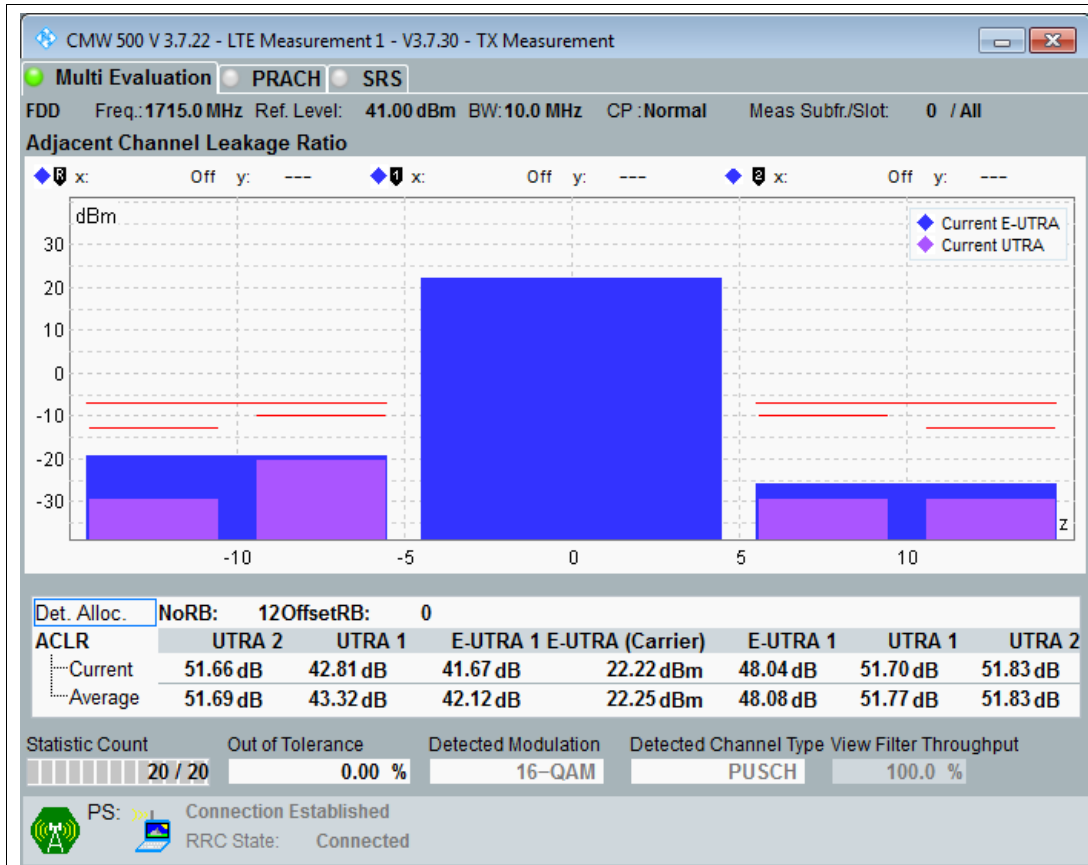 CMW 500 V 3.7.22 - LTE Measurement 1 - V3.7.30 - TX Measurement
Multi Evaluation PRACH SRS
FDD Freq.: 1715.0 MHz Ref. Level: 41.00 dBm BW: 10.0 MHz CP : Normal Meas Subfr./Slot: 0 / All
Adjacent Channel Leakage Ratio
R x: Off y: --- 1 x: Off y: --- 2 x: Off y: ---
dBm
Current E-UTRA
Current UTRA
30
20
10
0
-10
-20
-30
z
-10 -5 0 5 10
Det. Alloc. NoRB: 12 OffsetRB: 0
ACLR UTRA 2 UTRA 1 E-UTRA 1 E-UTRA (Carrier) E-UTRA 1 UTRA 1 UTRA 2
Current 51.66 dB 42.81 dB 41.67 dB 22.22 dBm 48.04 dB 51.70 dB 51.83 dB
Average 51.69 dB 43.32 dB 42.12 dB 22.25 dBm 48.08 dB 51.77 dB 51.83 dB
Statistic Count Out of Tolerance Detected Modulation Detected Channel Type View Filter Throughput
20 / 20 0.00 % 16-QAM PUSCH 100.0 %
PS: Connection Established
RRC State: Connected